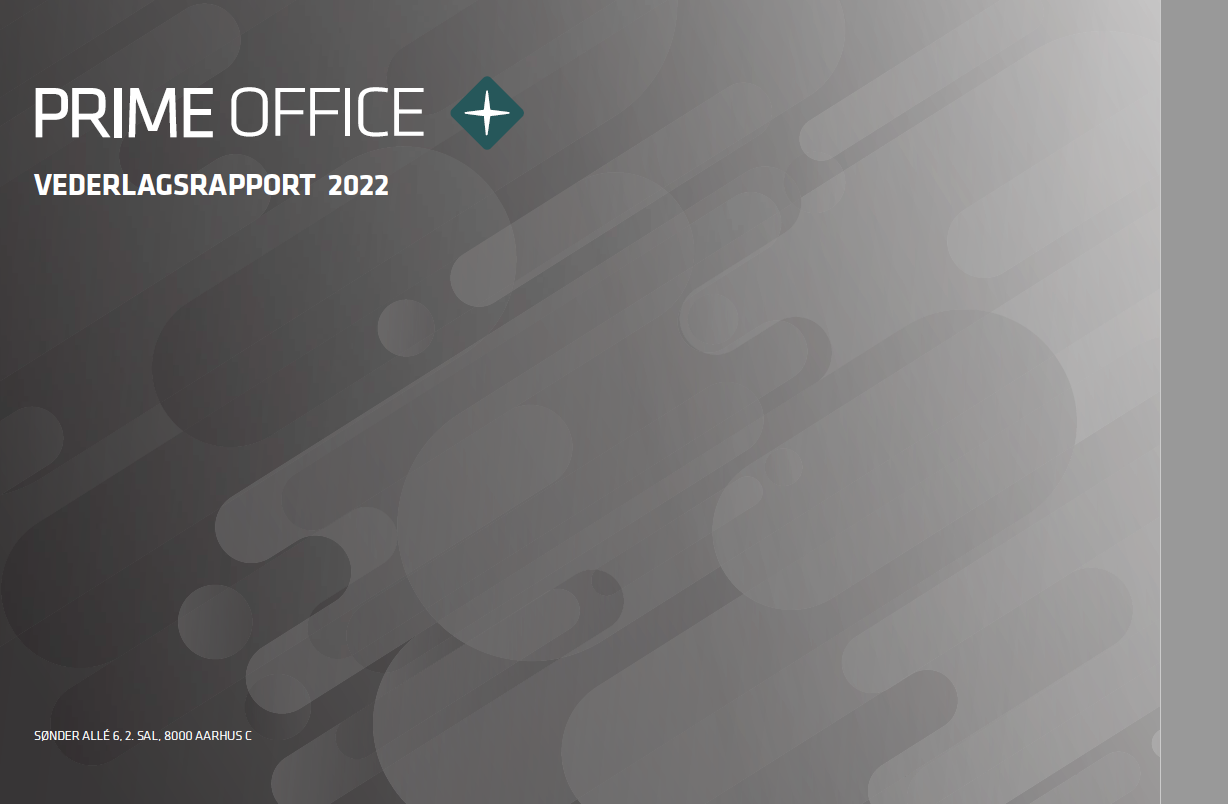 PRIME OFFICE
VEDERLAGSRAPPORT 2022
SØNDER ALLÉ 6, 2. SAL, 8000 AARHUS C